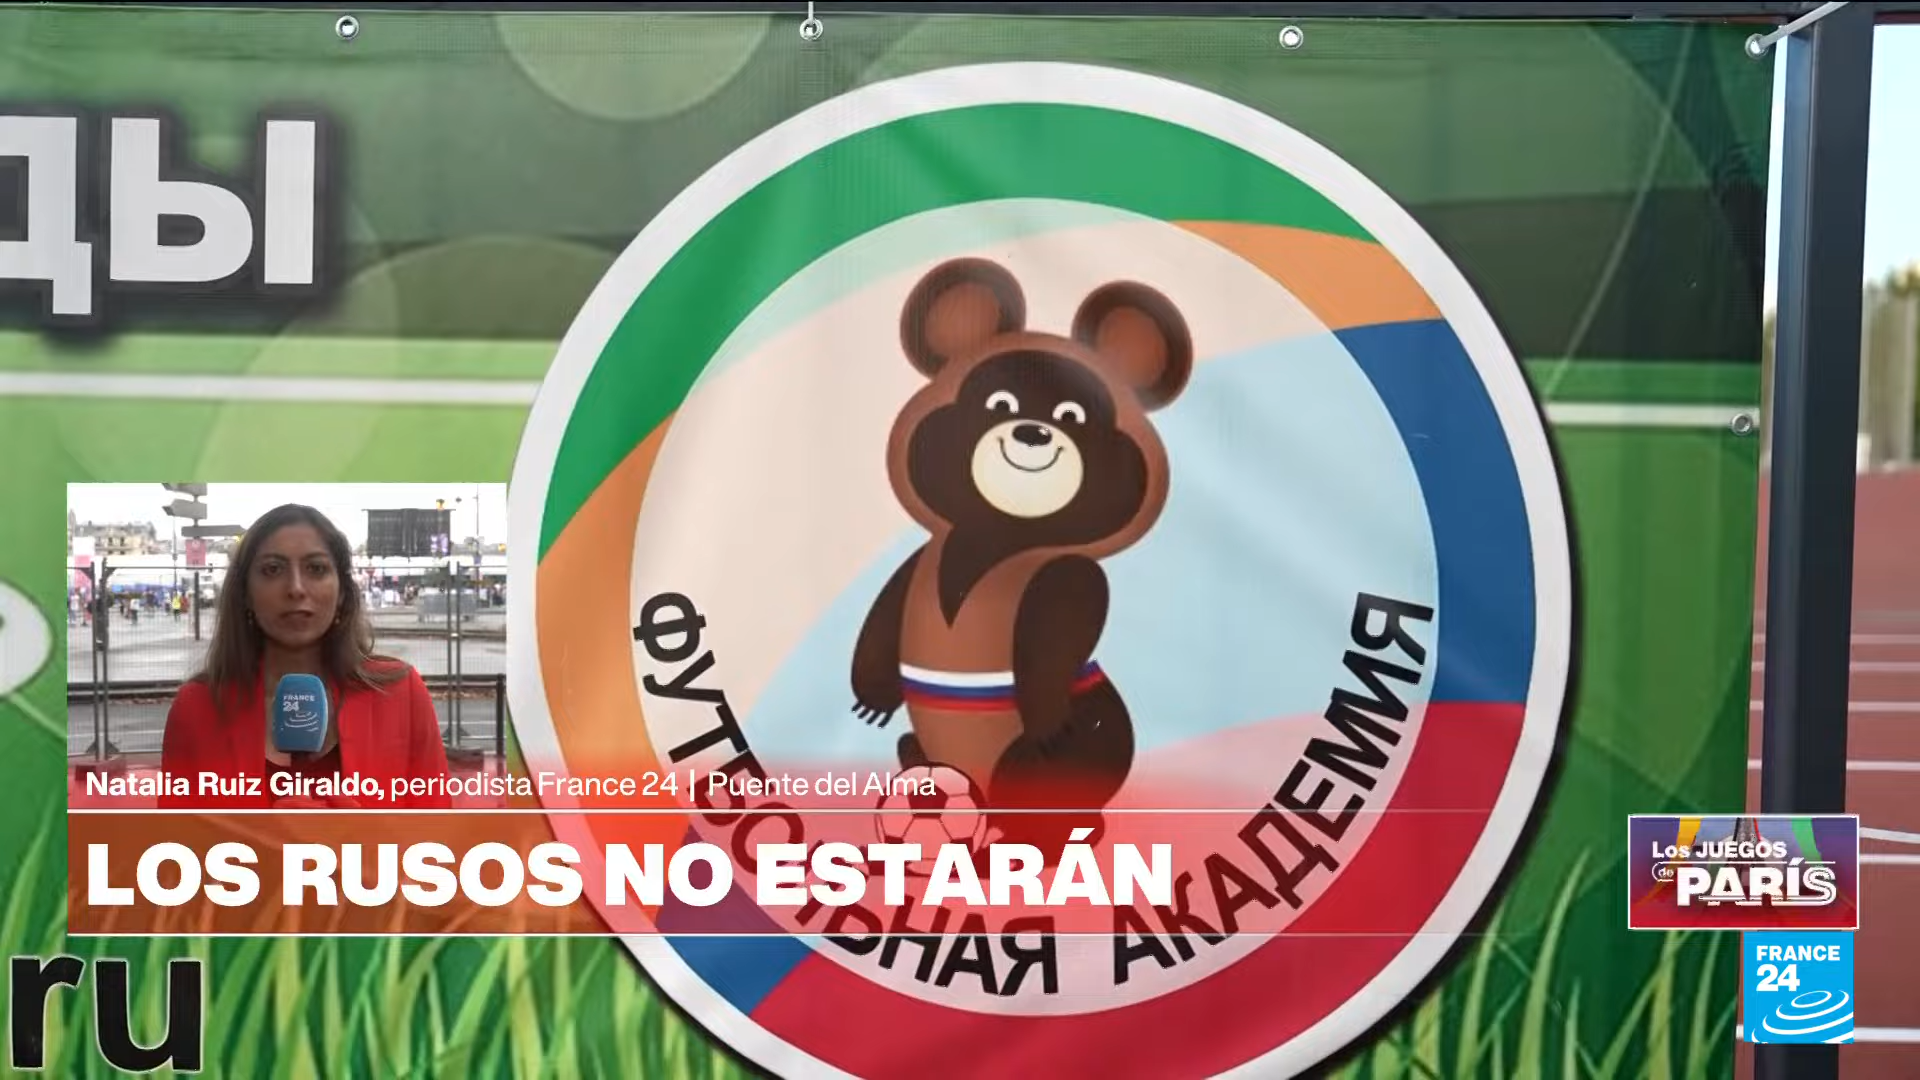 ДЫ
ФУТБОЛЬНАЯ АКАДЕМИЯ
FRANCE
24
Natalia Ruiz Giraldo, periodista France 24 | Puente del Alma
LOS RUSOS NO ESTARÁN
Los JUEGOS
de PARÍS
FRANCE
24
ru